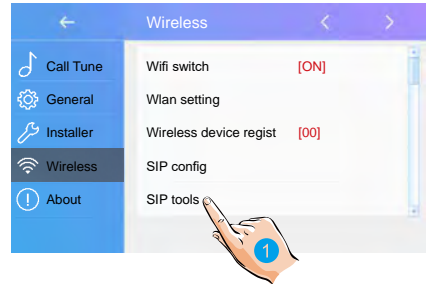 Wireless
Call Tune
General
Installer
Wireless
About
Wifi switch [ON]
Wlan setting
Wireless device regist [00]
SIP config
SIP tools
1